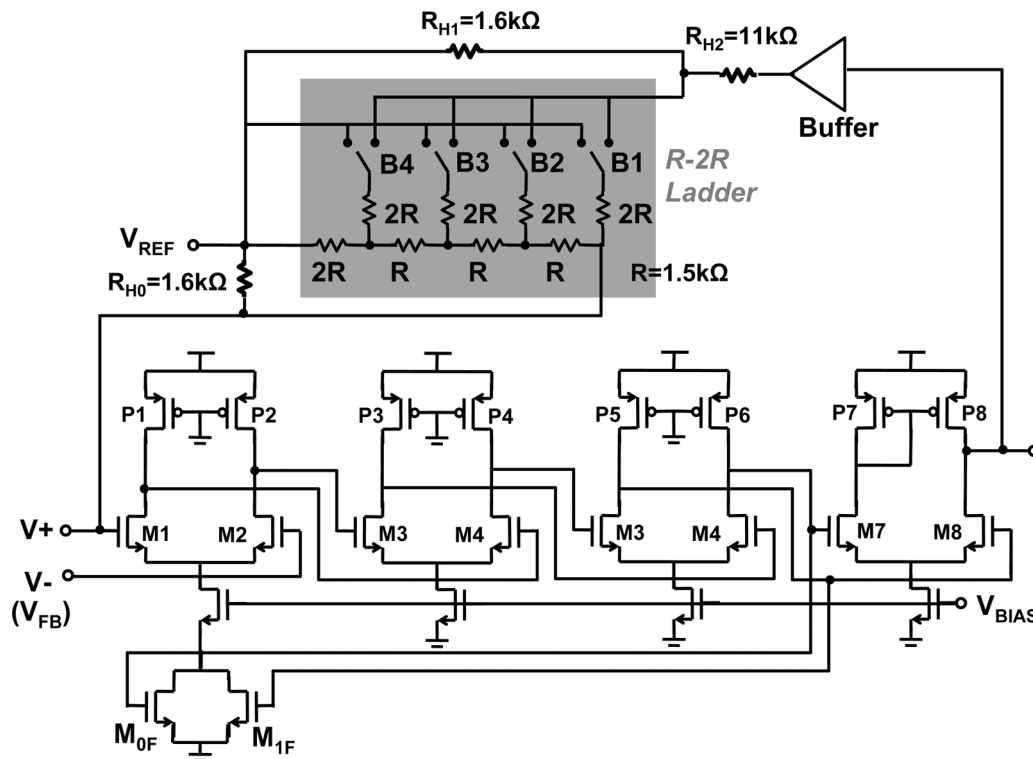 R_H1=1.6kΩ
R_H2=11kΩ
Buffer
B4 B3 B2 B1
R-2R
Ladder
2R 2R 2R 2R
V_REF
2R R R R
R=1.5kΩ
R_H0=1.6kΩ
P1 P2 P3 P4 P5 P6 P7 P8
V+
M1 M2 M3 M4 M3 M4 M7 M8
V-
(V_FB)
V_BIAS
M_0F M_1F